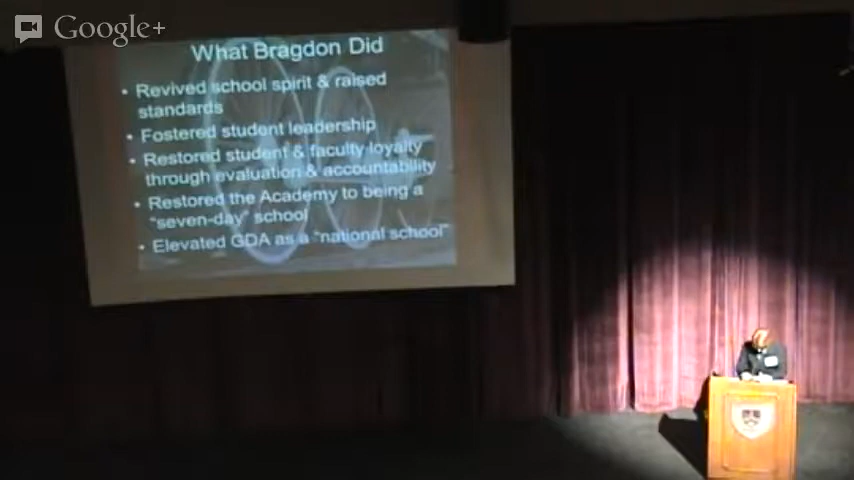 Google+
What Bragdon Did
• Revived school spirit & raised
standards
• Fostered student leadership
• Restored student & faculty loyalty
through evaluation & accountability
• Restored the Academy to being a
"seven-day" school
• Elevated GDA as a "national school"